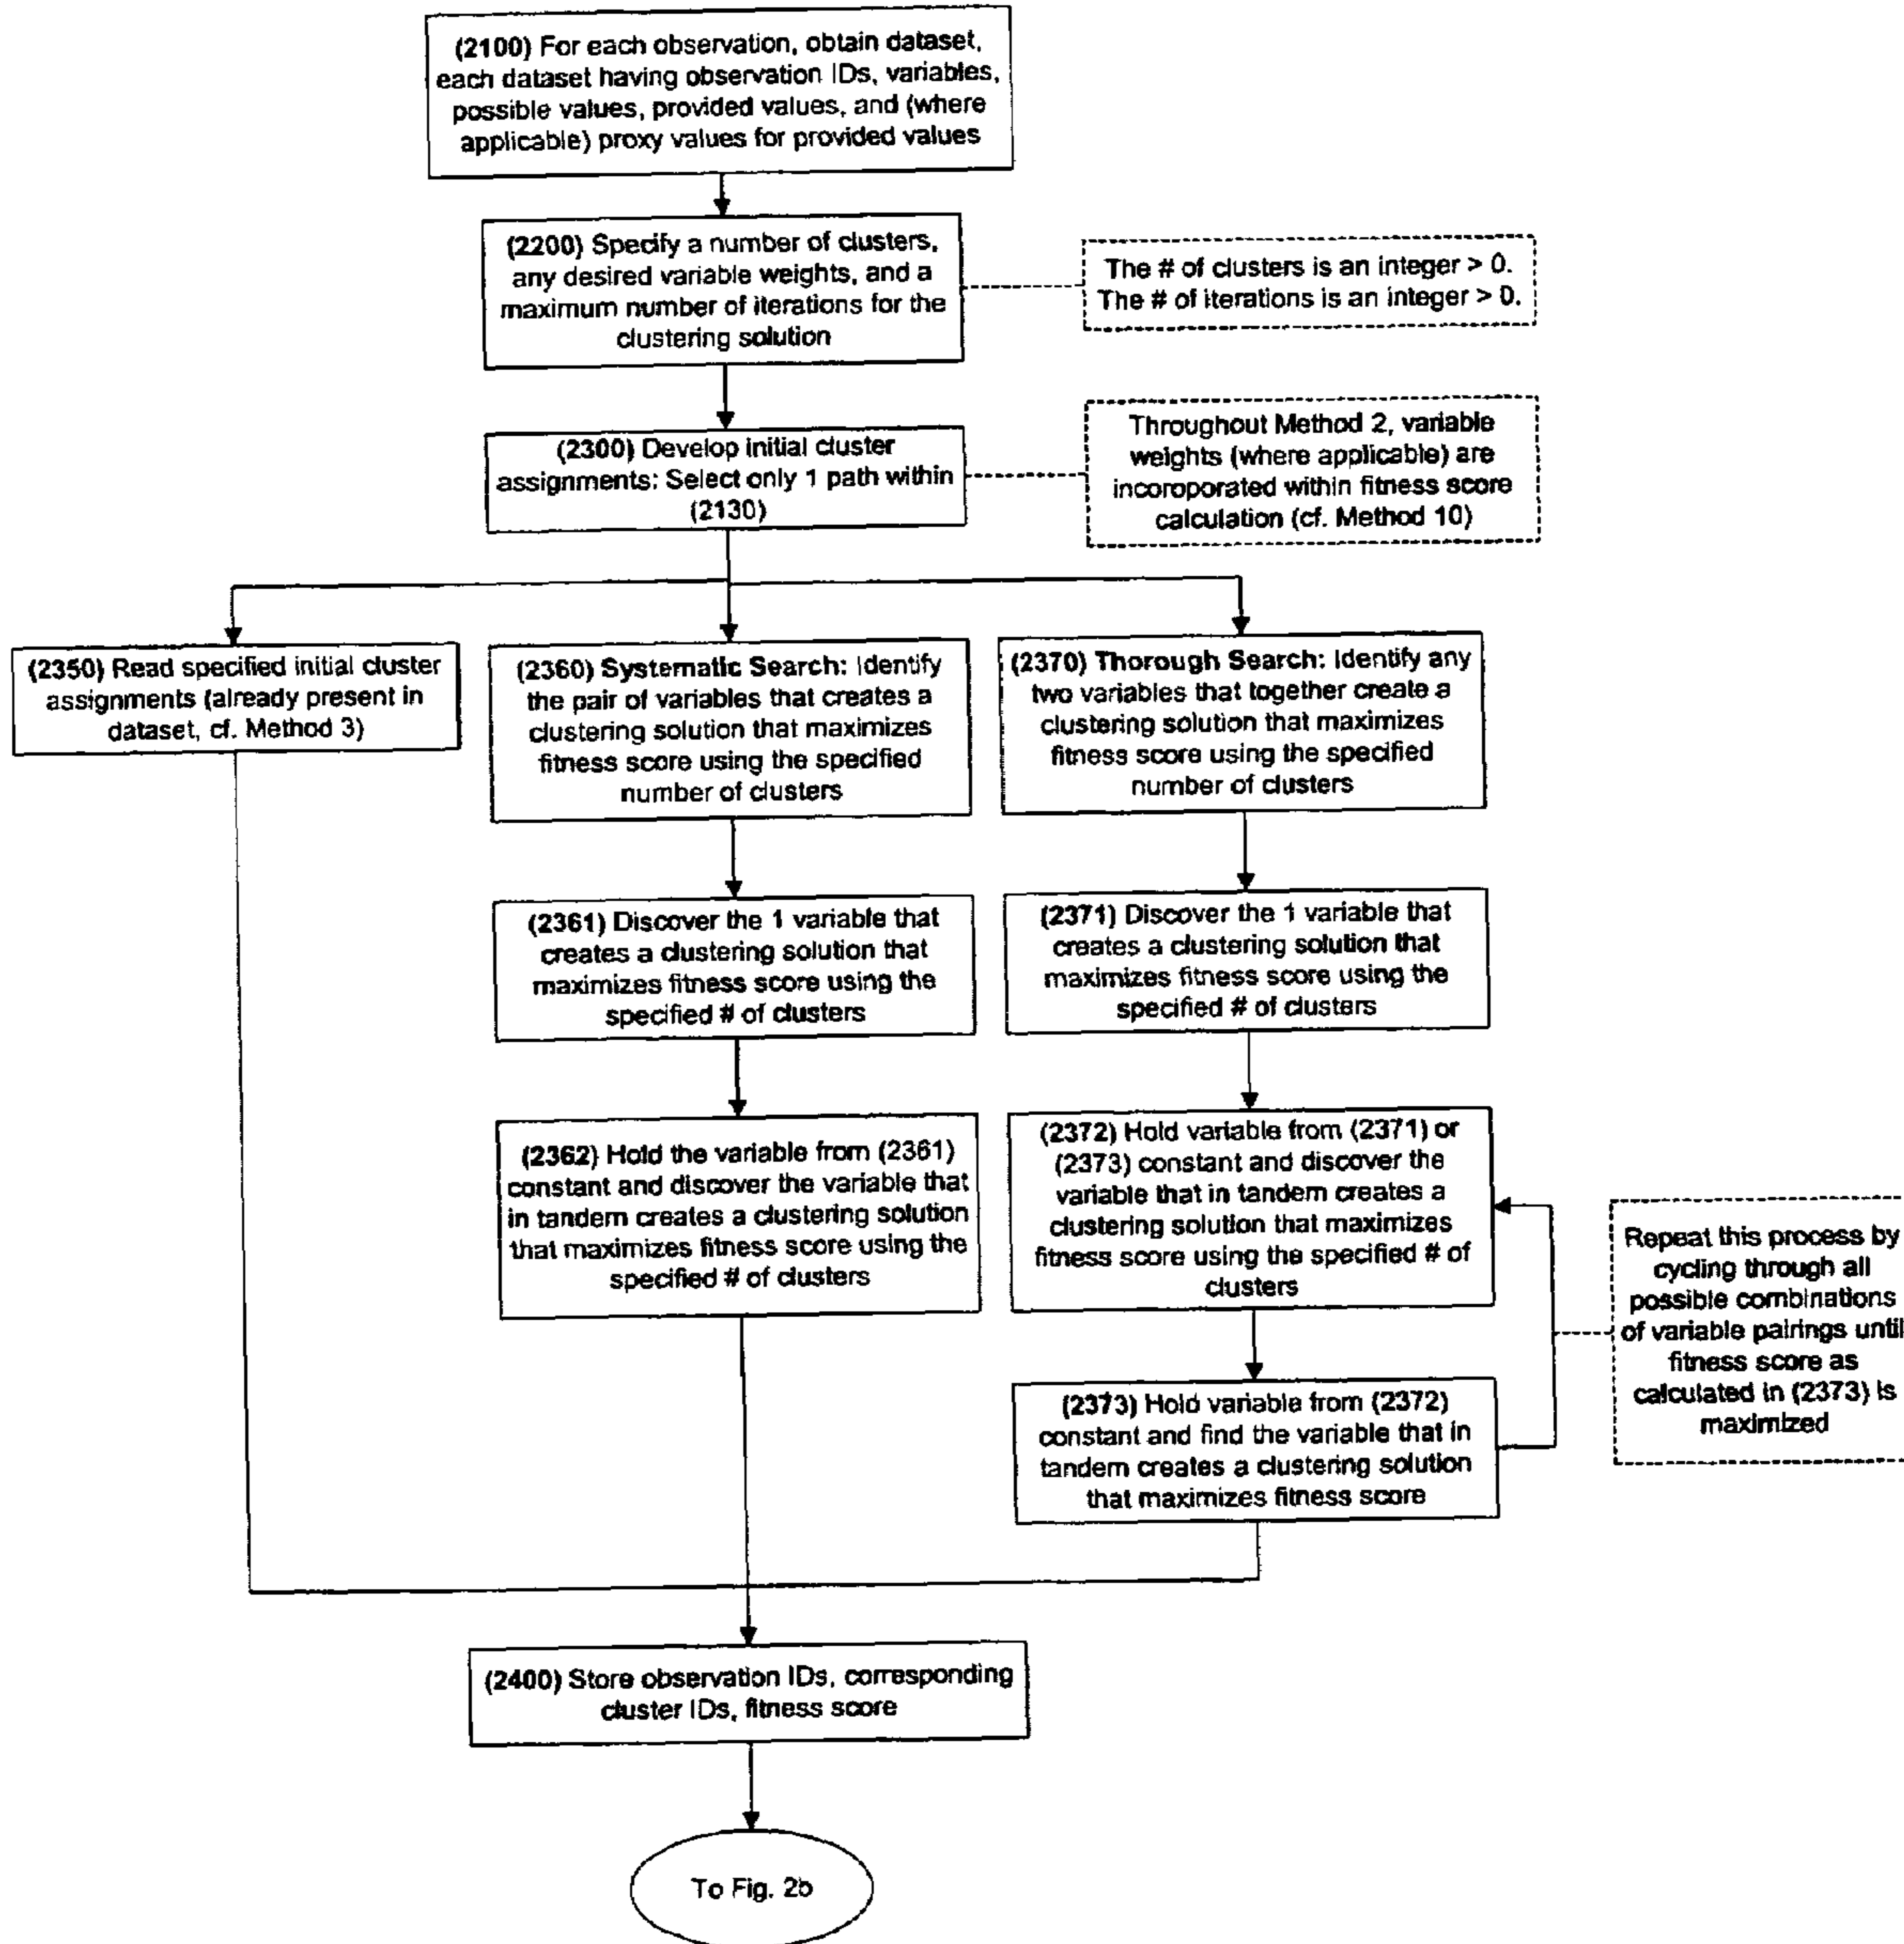 (2100) For each observation, obtain dataset,
each dataset having observation IDs, variables,
possible values, provided values, and (where
applicable) proxy values for provided values
(2200) Specify a number of clusters,
any desired variable weights, and a
maximum number of iterations for the
clustering solution
The # of clusters is an integer > 0.
The # of iterations is an integer > 0.
(2300) Develop initial cluster
assignments: Select only 1 path within
(2130)
Throughout Method 2, variable
weights (where applicable) are
incoroporated within fitness score
calculation (cf. Method 10)
(2350) Read specified initial cluster
assignments (already present in
dataset, cf. Method 3)
(2360) Systematic Search: Identify
the pair of variables that creates a
clustering solution that maximizes
fitness score using the specified
number of clusters
(2370) Thorough Search: Identify any
two variables that together create a
clustering solution that maximizes
fitness score using the specified
number of clusters
(2361) Discover the 1 variable that
creates a clustering solution that
maximizes fitness score using the
specified # of clusters
(2371) Discover the 1 variable that
creates a clustering solution that
maximizes fitness score using the
specified # of clusters
(2362) Hold the variable from (2361)
constant and discover the variable that
in tandem creates a clustering solution
that maximizes fitness score using the
specified # of clusters
(2372) Hold variable from (2371) or
(2373) constant and discover the
variable that in tandem creates a
clustering solution that maximizes
fitness score using the specified # of
clusters
Repeat this process by
cycling through all
possible combinations
of variable pairings until
fitness score as
calculated in (2373) is
maximized
(2373) Hold variable from (2372)
constant and find the variable that in
tandem creates a clustering solution
that maximizes fitness score
(2400) Store observation IDs, corresponding
cluster IDs, fitness score
To Fig. 2b